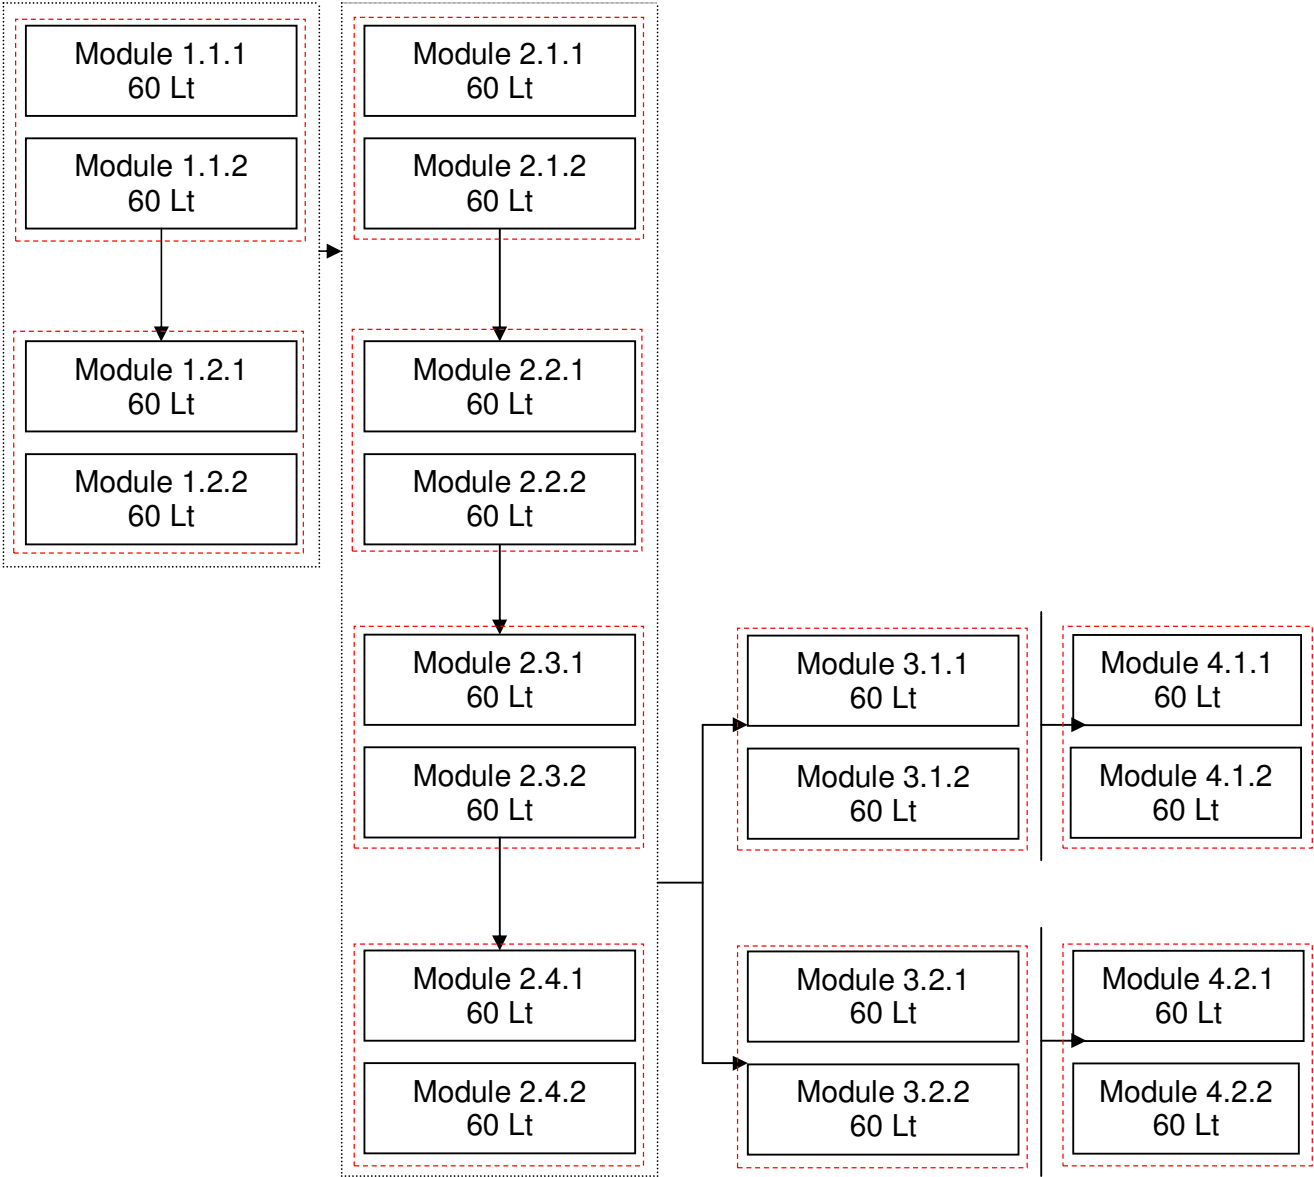 Module 1.1.1
60 Lt
Module 1.1.2
60 Lt
Module 1.2.1
60 Lt
Module 1.2.2
60 Lt
Module 2.1.1
60 Lt
Module 2.1.2
60 Lt
Module 2.2.1
60 Lt
Module 2.2.2
60 Lt
Module 2.3.1
60 Lt
Module 2.3.2
60 Lt
Module 2.4.1
60 Lt
Module 2.4.2
60 Lt
Module 3.1.1
60 Lt
Module 3.1.2
60 Lt
Module 3.2.1
60 Lt
Module 3.2.2
60 Lt
Module 4.1.1
60 Lt
Module 4.1.2
60 Lt
Module 4.2.1
60 Lt
Module 4.2.2
60 Lt